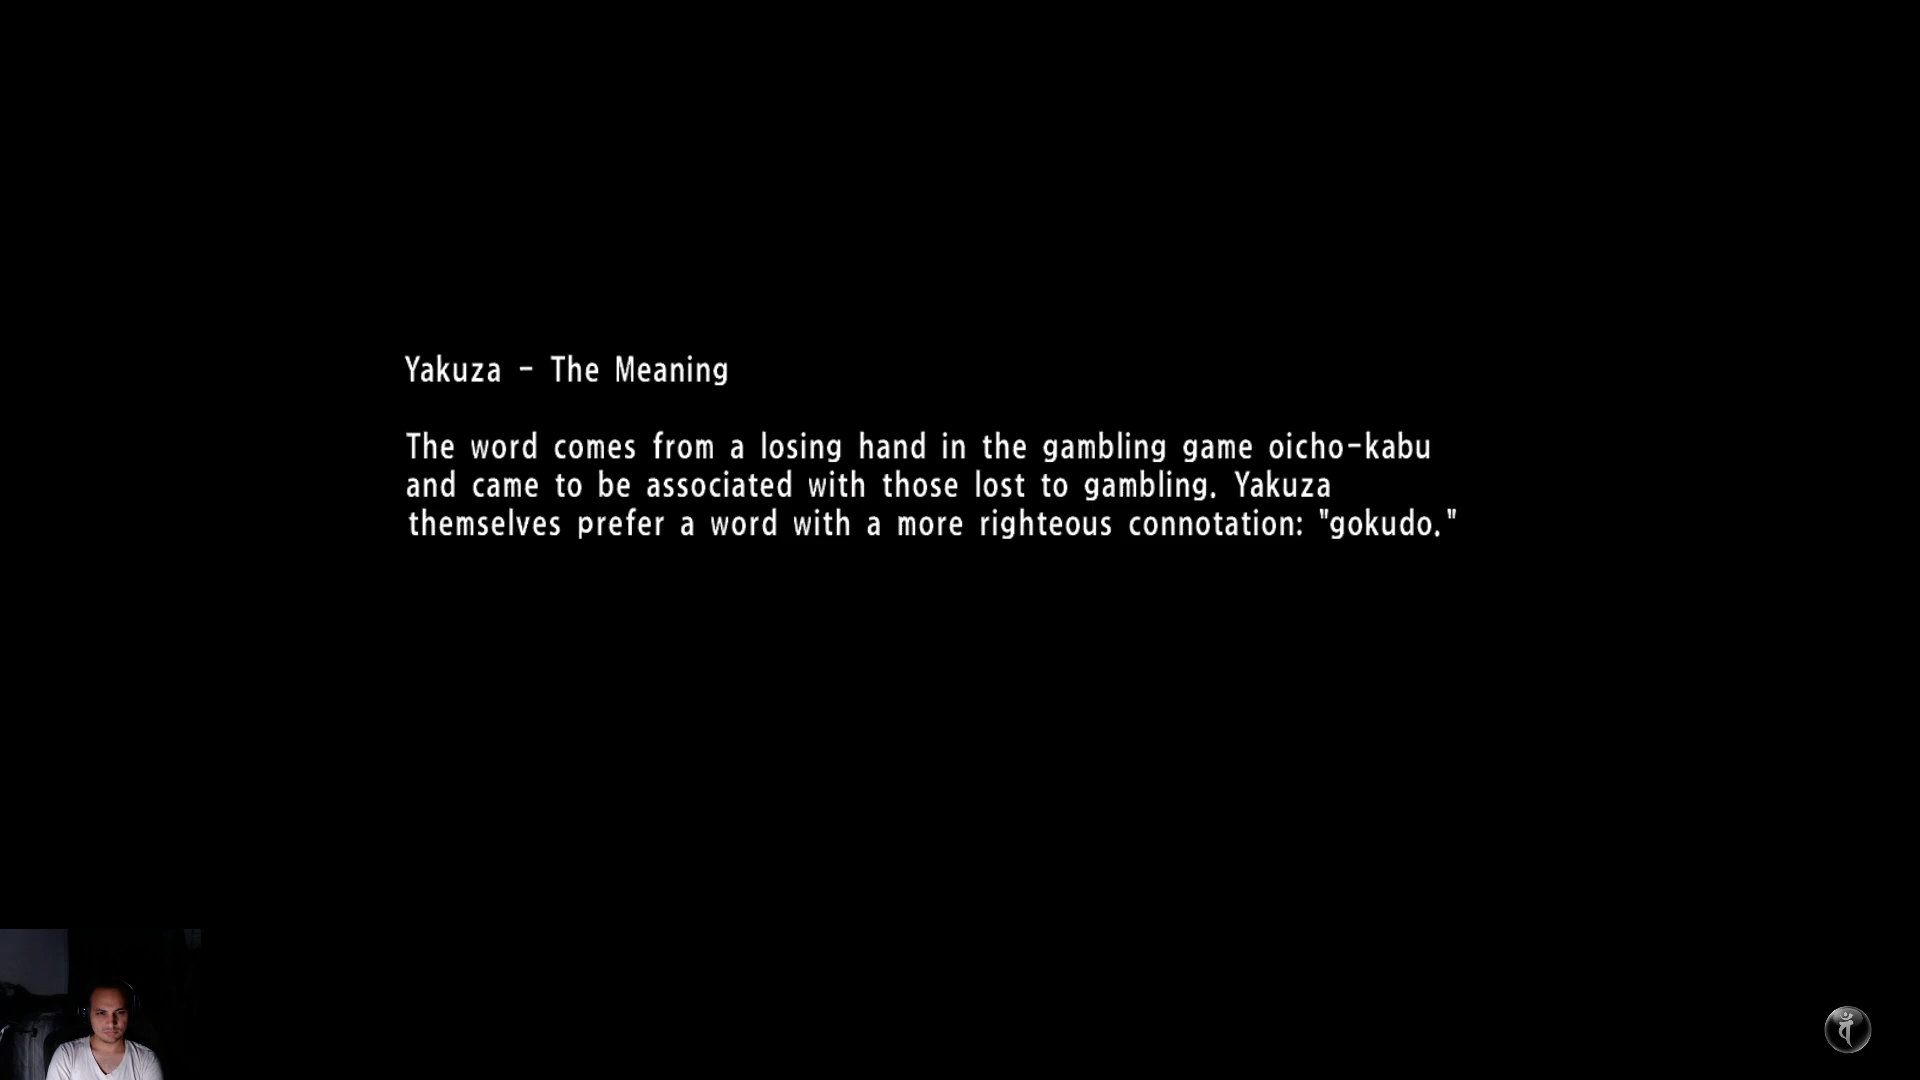 Yakuza - The Meaning
The word comes from a losing hand in the gambling game oicho-kabu
and came to be associated with those lost to gambling. Yakuza
themselves prefer a word with a more righteous connotation: "gokudo."